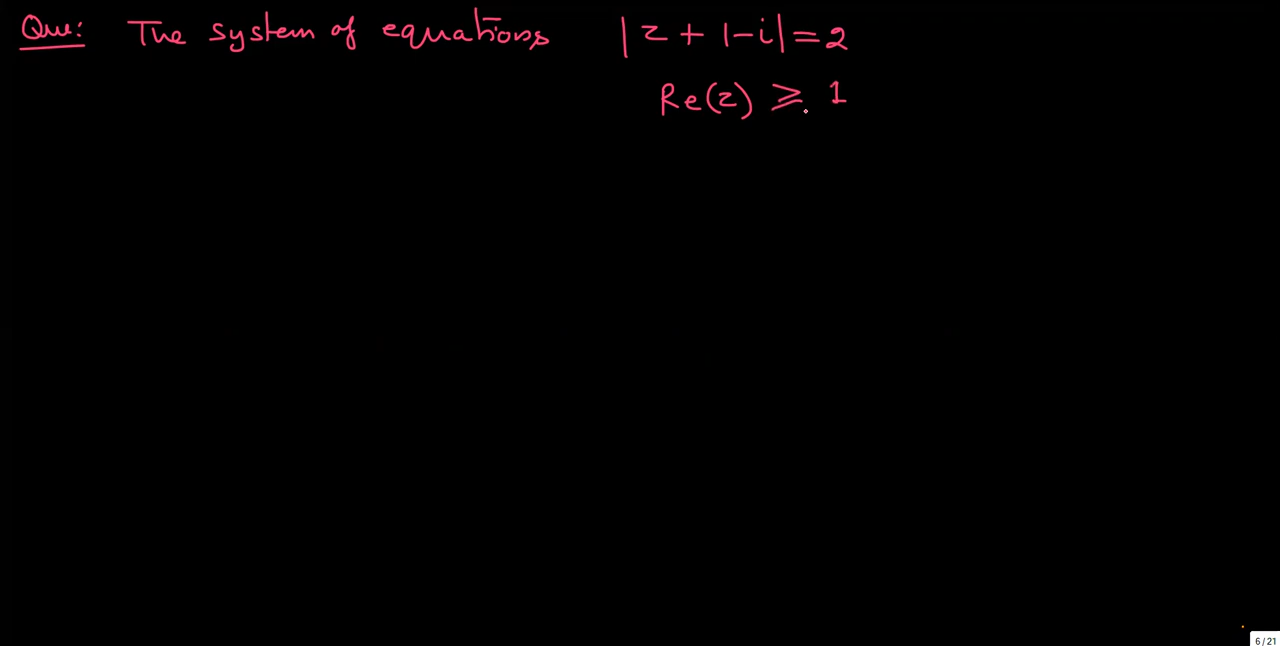 Que: The system of equations |z + 1 - i| = 2
Re(z) ≥ 1
6 / 21